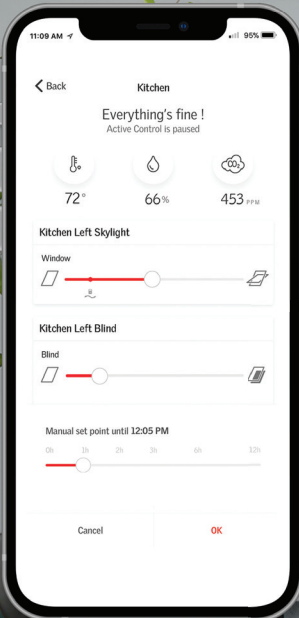 11:09 AM
95%
Back
Kitchen
Everything's fine !
Active Control is paused
CO₂
72°
66%
453 PPM
Kitchen Left Skylight
Window
Kitchen Left Blind
Blind
Manual set point until 12:05 PM
0h 1h 2h 3h 6h 12h
Cancel
OK